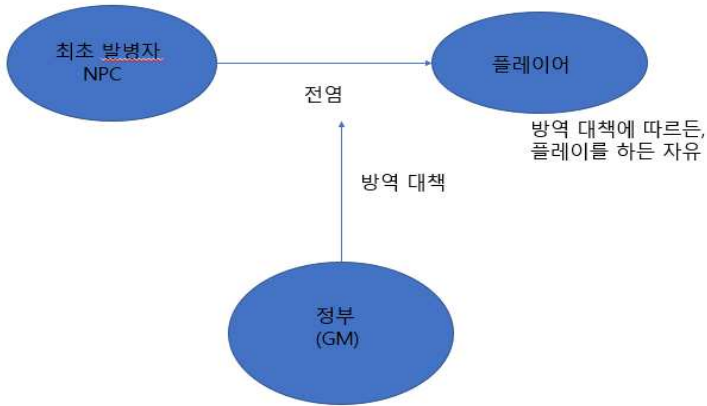 최초 발병자
NPC
플레이어
전염
방역 대책에 따르든,
플레이를 하든 자유
방역 대책
정부
(GM)